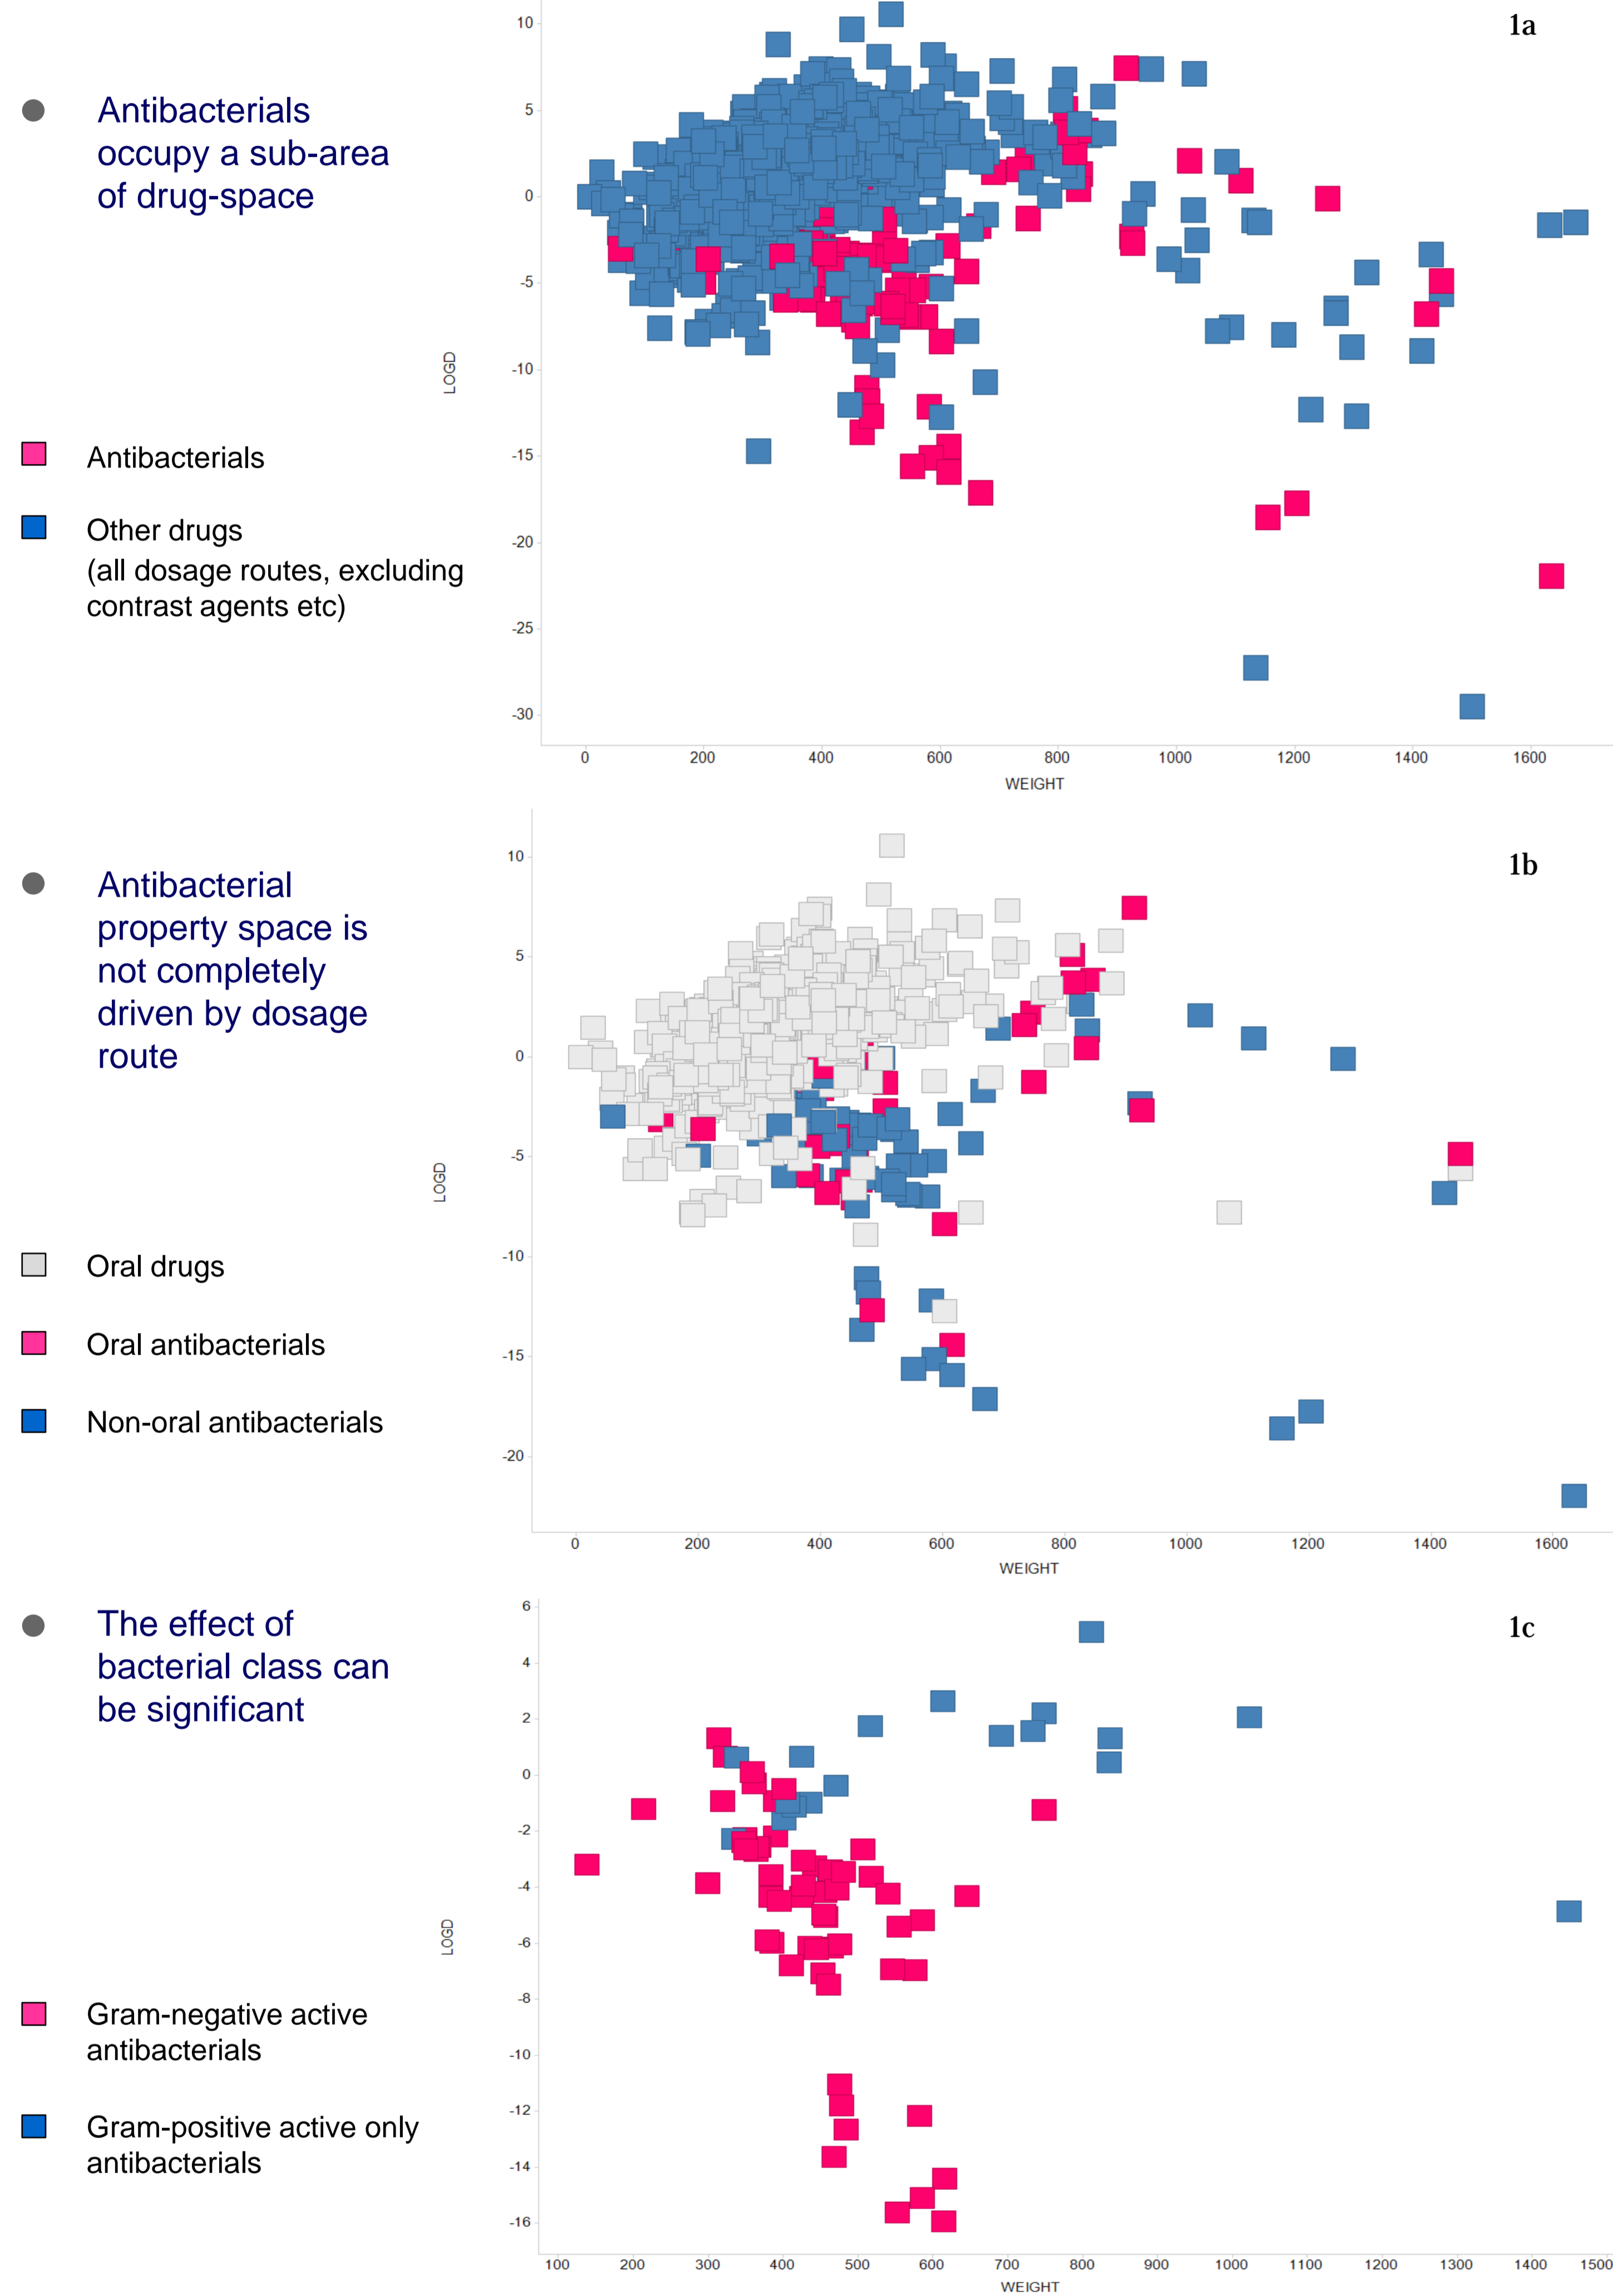 1a
Antibacterials
occupy a sub-area
of drug-space
Antibacterials
Other drugs
(all dosage routes, excluding
contrast agents etc)
10
5
0
-5
-10
-15
-20
-25
-30
LOGD
0 200 400 600 800 1000 1200 1400 1600
WEIGHT
1b
Antibacterial
property space is
not completely
driven by dosage
route
Oral drugs
Oral antibacterials
Non-oral antibacterials
10
5
0
-5
-10
-15
-20
LOGD
0 200 400 600 800 1000 1200 1400 1600
WEIGHT
1c
The effect of
bacterial class can
be significant
Gram-negative active
antibacterials
Gram-positive active only
antibacterials
6
4
2
0
-2
-4
-6
-8
-10
-12
-14
-16
LOGD
100 200 300 400 500 600 700 800 900 1000 1100 1200 1300 1400 1500
WEIGHT